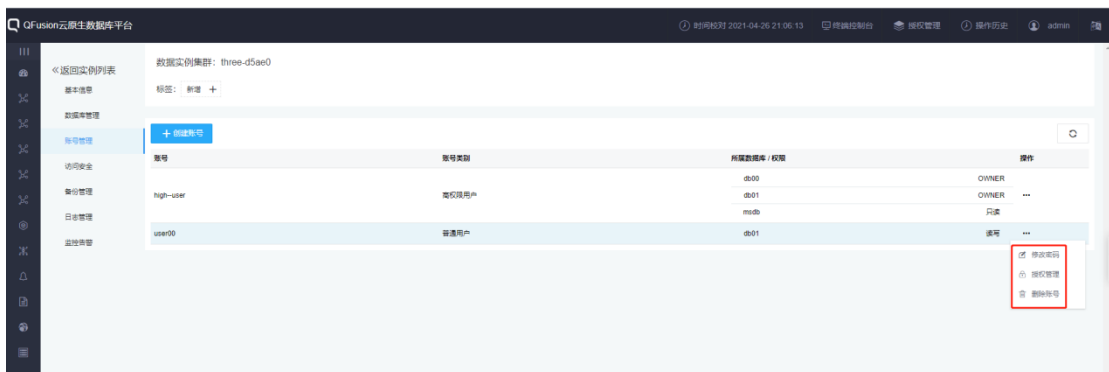 QFusion云原生数据库平台
时间校对 2021-04-26 21:06:13 终端控制台 授权管理 操作历史 admin
«返回实例列表
基本信息
数据库管理
账号管理
访问安全
备份管理
日志管理
监控告警
数据实例集群: three-d5ae0
标签: 新增 +
+ 创建账号
账号 账号类别 所属数据库 / 权限 操作
high-user 高权限用户 db00 OWNER
db01 OWNER ...
msdb 只读
user00 普通用户 db01 读写 ...
修改密码
授权管理
删除账号